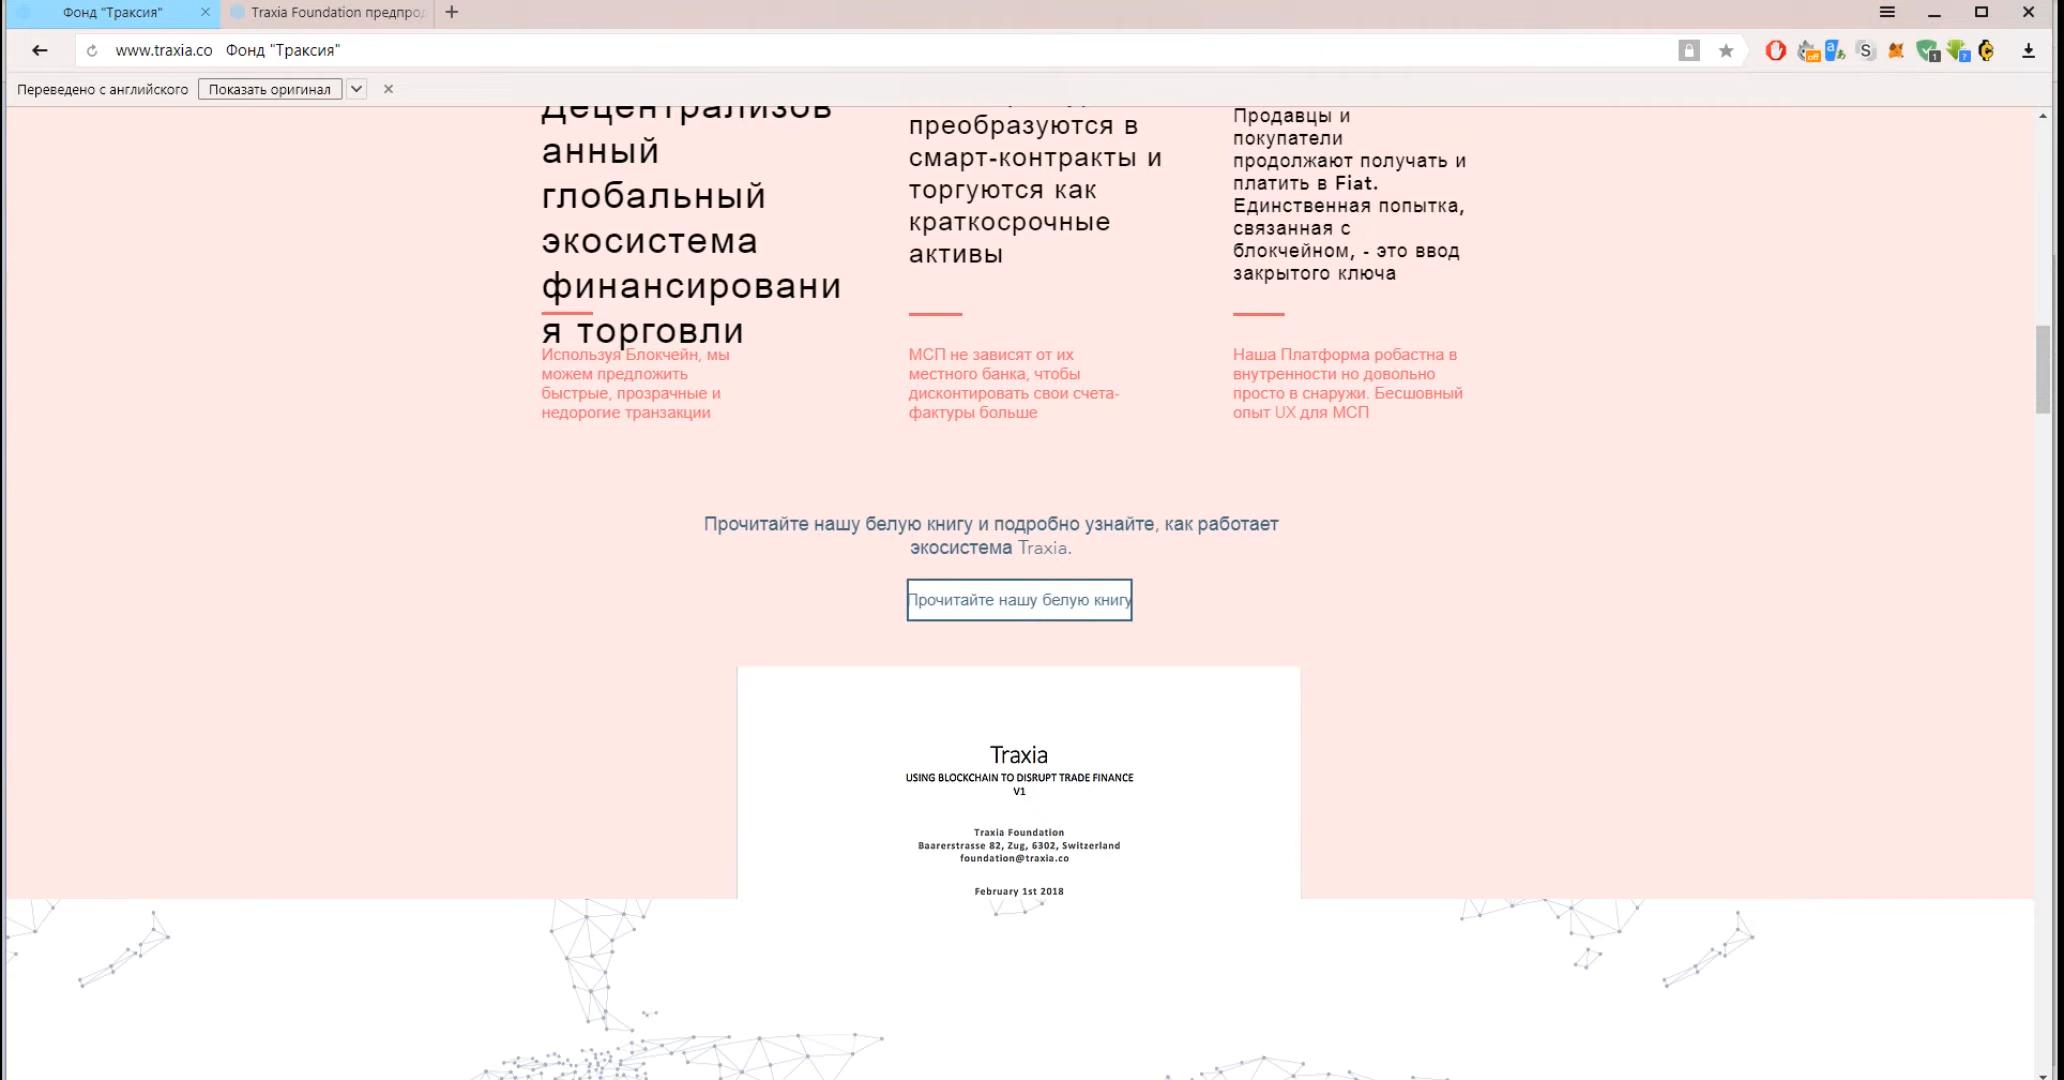 Фонд "Траксия"
Traxia Foundation предпрод
www.traxia.co Фонд "Траксия"
Переведено с английского
Показать оригинал
децентрализов
анный
глобальный
экосистема
финансировани
я торговли
преобразуются в
смарт-контракты и
торгуются как
краткосрочные
активы
Продавцы и
покупатели
продолжают получать и
платить в Fiat.
Единственная попытка,
связанная с
блокчейном, - это ввод
закрытого ключа
Используя Блокчейн, мы
можем предложить
быстрые, прозрачные и
недорогие транзакции
МСП не зависят от их
местного банка, чтобы
дисконтировать свои счета-
фактуры больше
Наша Платформа робастна в
внутренности но довольно
просто в снаружи. Бесшовный
опыт UX для МСП
Прочитайте нашу белую книгу и подробно узнайте, как работает
экосистема Traxia.
Прочитайте нашу белую книгу
Traxia
USING BLOCKCHAIN TO DISRUPT TRADE FINANCE
V1
Traxia Foundation
Baarerstrasse 82, Zug, 6302, Switzerland
foundation@traxia.co
February 1st 2018